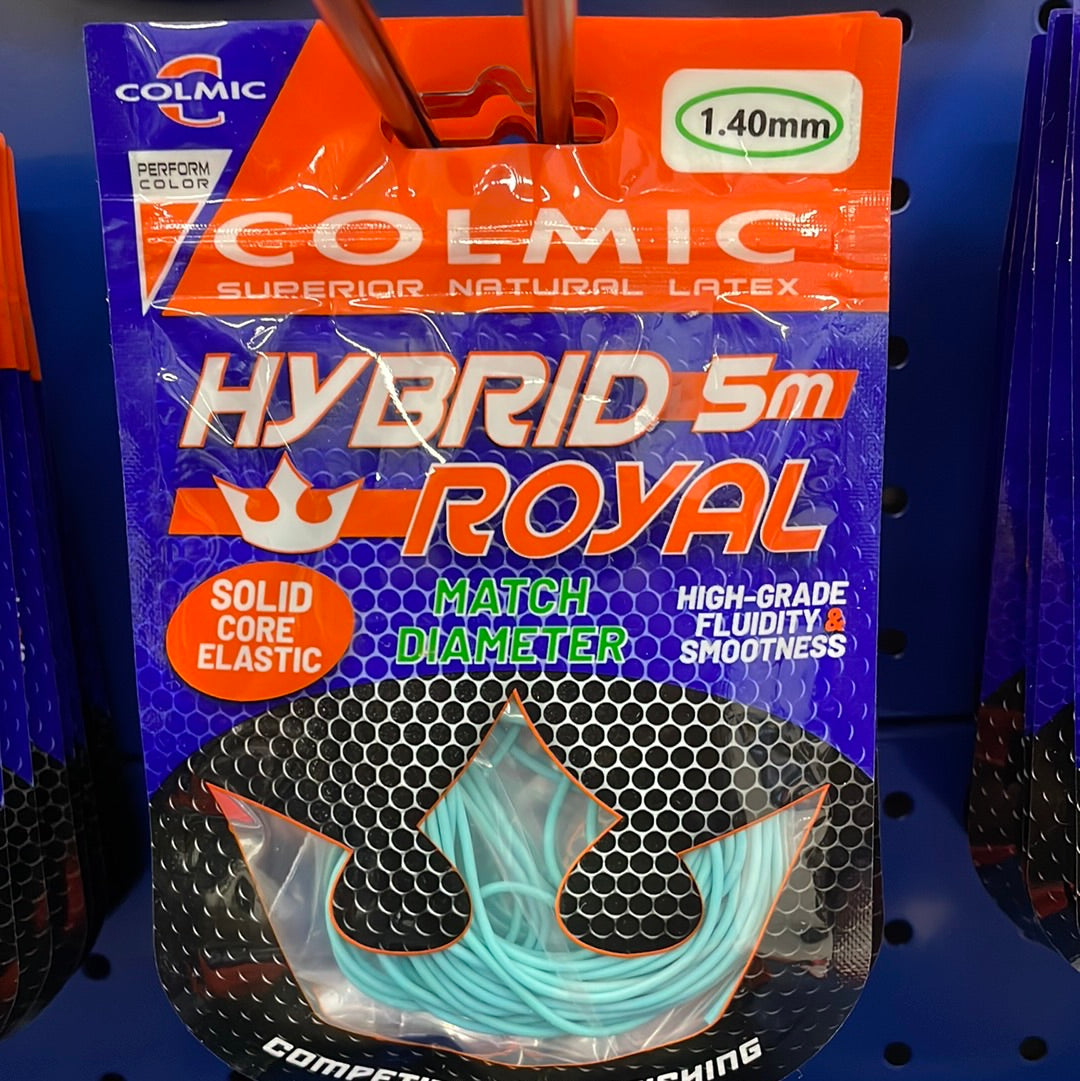 COLMIC
1.40mm
PERFORM
COLOR
COLMIC
SUPERIOR NATURAL LATEX
HYBRID 5m
ROYAL
SOLID
CORE
ELASTIC
MATCH
DIAMETER
HIGH-GRADE
FLUIDITY &
SMOOTNESS